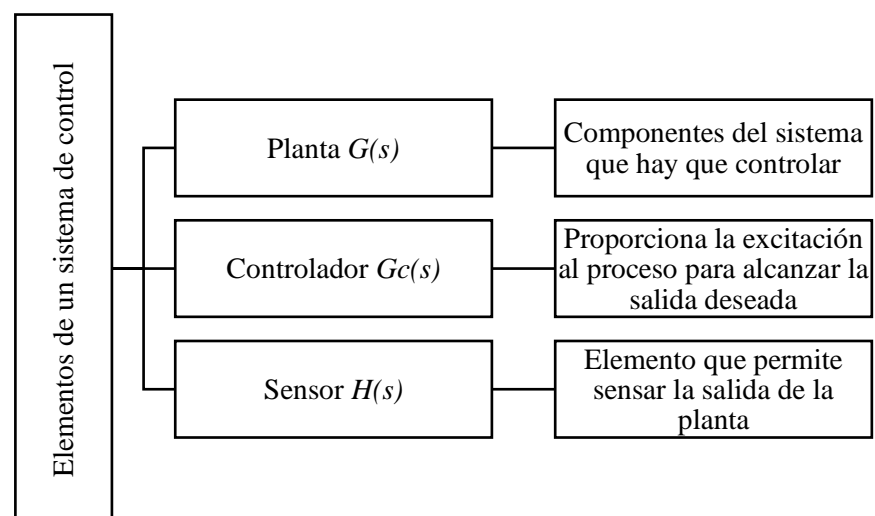 Elementos de un sistema de control
Planta G(s)
Componentes del sistema
que hay que controlar
Controlador Gc(s)
Proporciona la excitación
al proceso para alcanzar la
salida deseada
Sensor H(s)
Elemento que permite
sensar la salida de la
planta